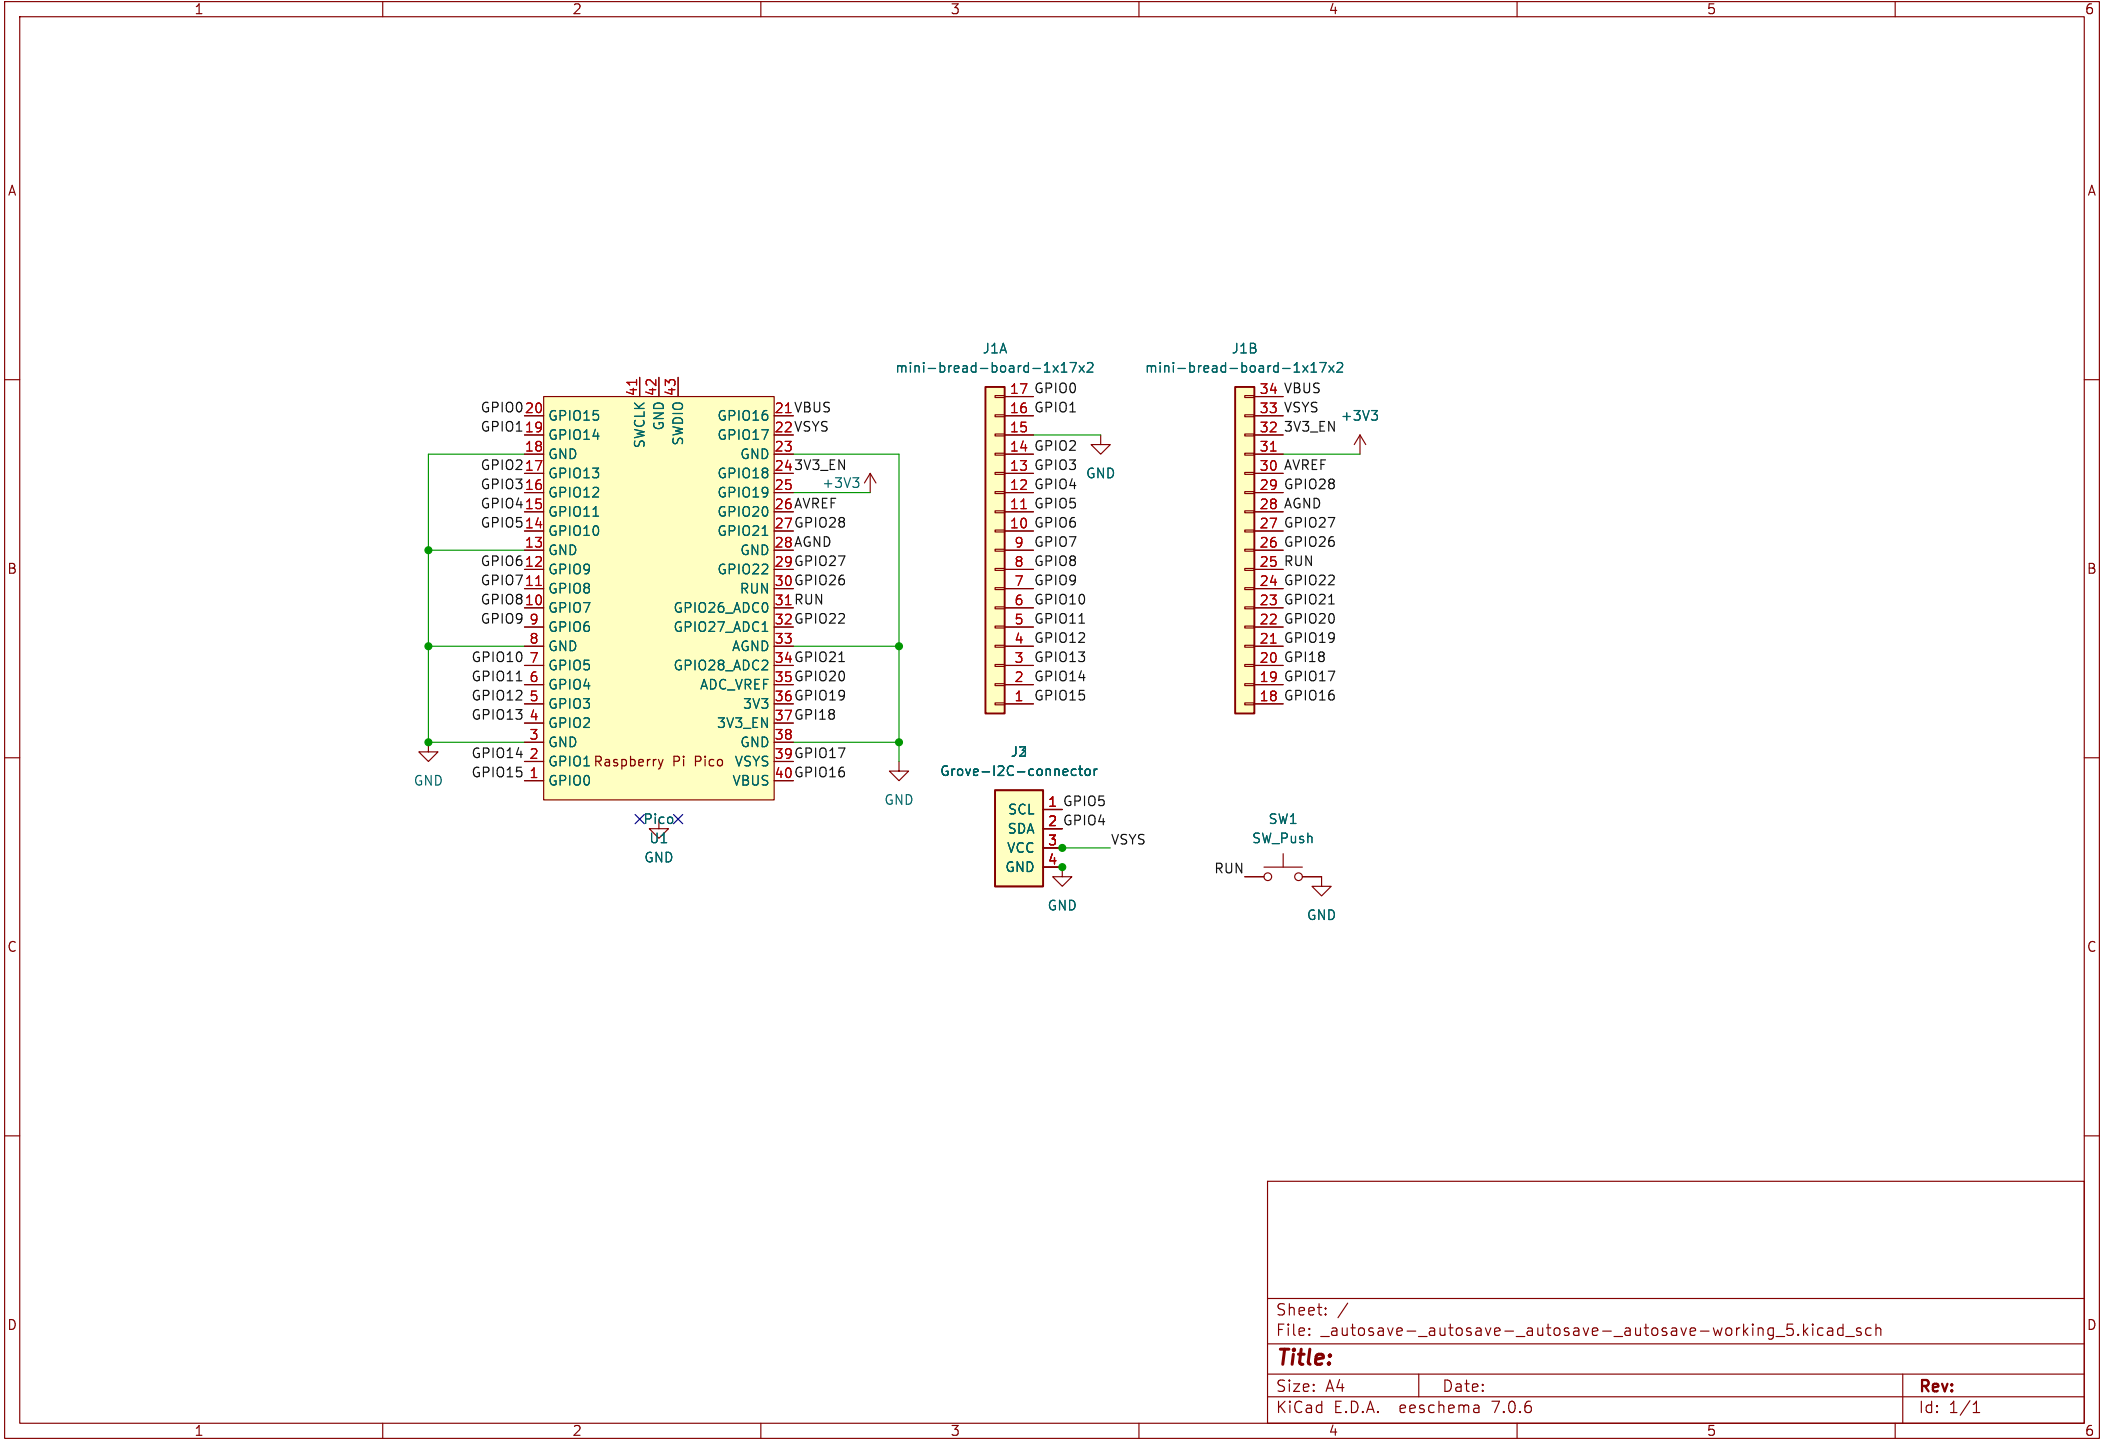 1 2 3 4 5 6
A A
B B
C C
D D
J1A
mini-bread-board-1x17x2
17 GPIO0
16 GPIO1
15
GND
14 GPIO2
13 GPIO3
12 GPIO4
11 GPIO5
10 GPIO6
9 GPIO7
8 GPIO8
7 GPIO9
6 GPIO10
5 GPIO11
4 GPIO12
3 GPIO13
2 GPIO14
1 GPIO15
J1B
mini-bread-board-1x17x2
34 VBUS
33 VSYS
+3V3
32 3V3_EN
31
30 AVREF
29 GPIO28
28 AGND
27 GPIO27
26 GPIO26
25 RUN
24 GPIO22
23 GPIO21
22 GPIO20
21 GPIO19
20 GPI18
19 GPIO17
18 GPIO16
41 42 43
SWCLK GND SWDIO
GPIO0 20 GPIO15
GPIO1 19 GPIO14
18 GND
GPIO2 17 GPIO13
GPIO3 16 GPIO12
GPIO4 15 GPIO11
GPIO5 14 GPIO10
13 GND
GPIO6 12 GPIO9
GPIO7 11 GPIO8
GPIO8 10 GPIO7
GPIO9 9 GPIO6
8 GND
GPIO10 7 GPIO5
GPIO11 6 GPIO4
GPIO12 5 GPIO3
GPIO13 4 GPIO2
3 GND
GPIO14 2 GPIO1
GPIO15 1 GPIO0
GND
GPIO16 21 VBUS
GPIO17 22 VSYS
GND 23
GPIO18 24 3V3_EN
+3V3
GPIO19 25
GPIO20 26 AVREF
GPIO21 27 GPIO28
GND 28 AGND
GPIO22 29 GPIO27
RUN 30 GPIO26
GPIO26_ADC0 31 RUN
GPIO27_ADC1 32 GPIO22
AGND 33
GPIO28_ADC2 34 GPIO21
ADC_VREF 35 GPIO20
3V3 36 GPIO19
3V3_EN 37 GPI18
GND 38
Raspberry Pi Pico
VSYS 39 GPIO17
VBUS 40 GPIO16
GND
Pico
U1
GND
Grove-I2C-connector
SCL 1 GPIO5
SDA 2 GPIO4
VCC 3 VSYS
GND 4
GND
SW1
SW_Push
RUN
GND
Sheet: /
File: _autosave-_autosave-_autosave-_autosave-working_5.kicad_sch
Title:
Size: A4 Date: Rev:
KiCad E.D.A. eeschema 7.0.6 Id: 1/1
1 2 3 4 5 6